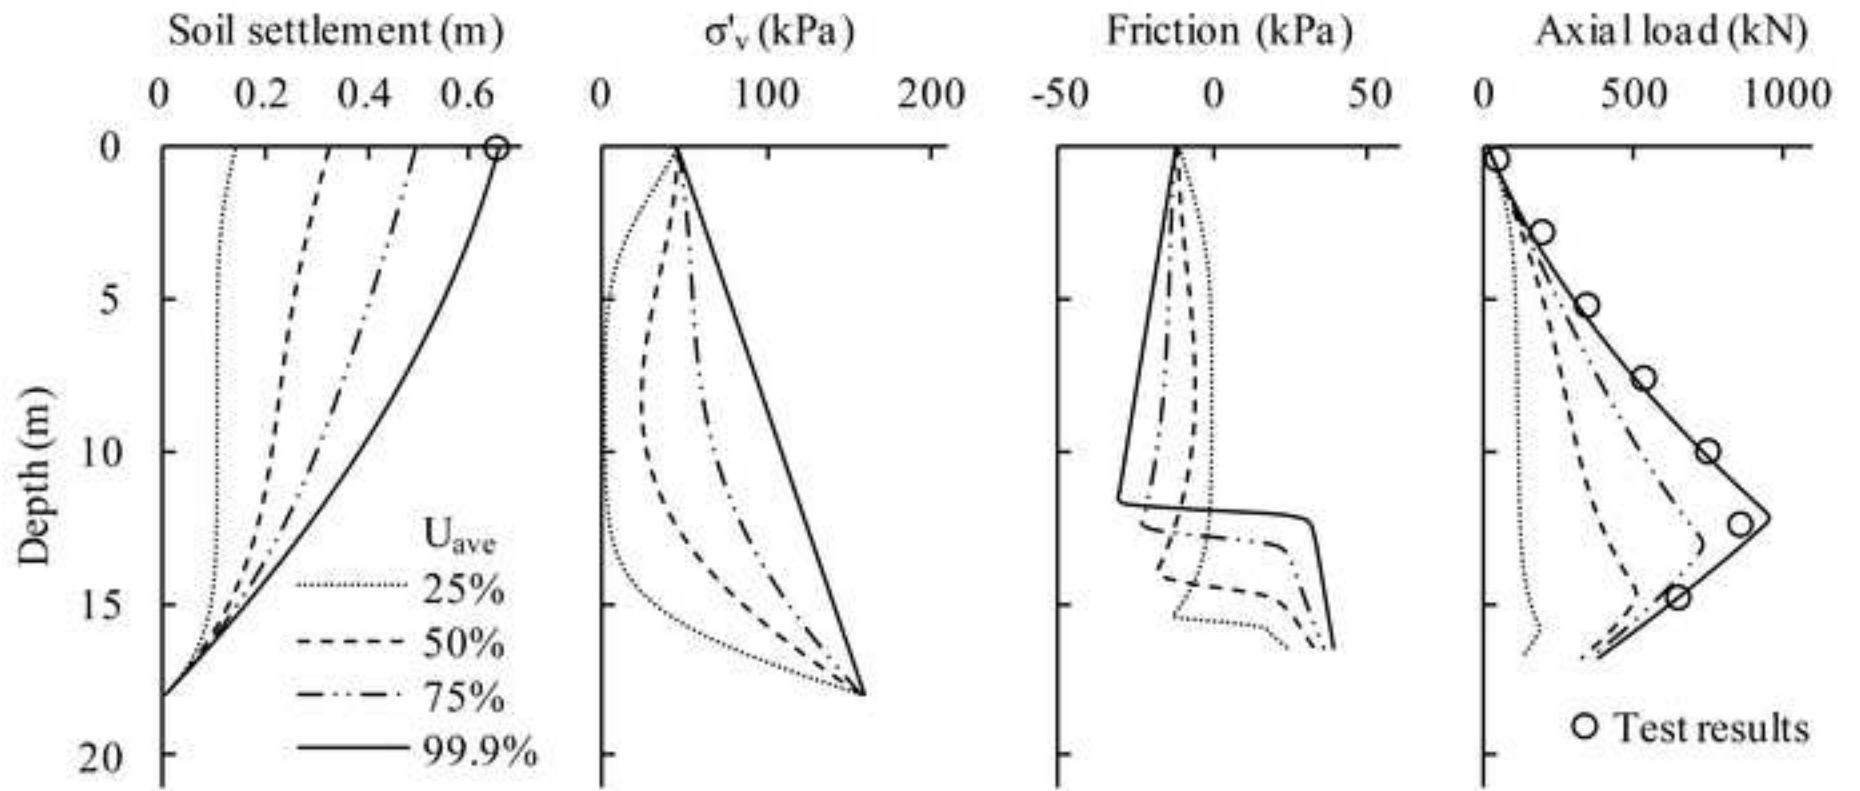 Soil settlement (m) σ'v (kPa) Friction (kPa) Axial load (kN)
0 0.2 0.4 0.6 0 100 200 -50 0 50 0 500 1000
0
5
10
15
20
Depth (m)
Uave
25%
50%
75%
99.9%
Test results